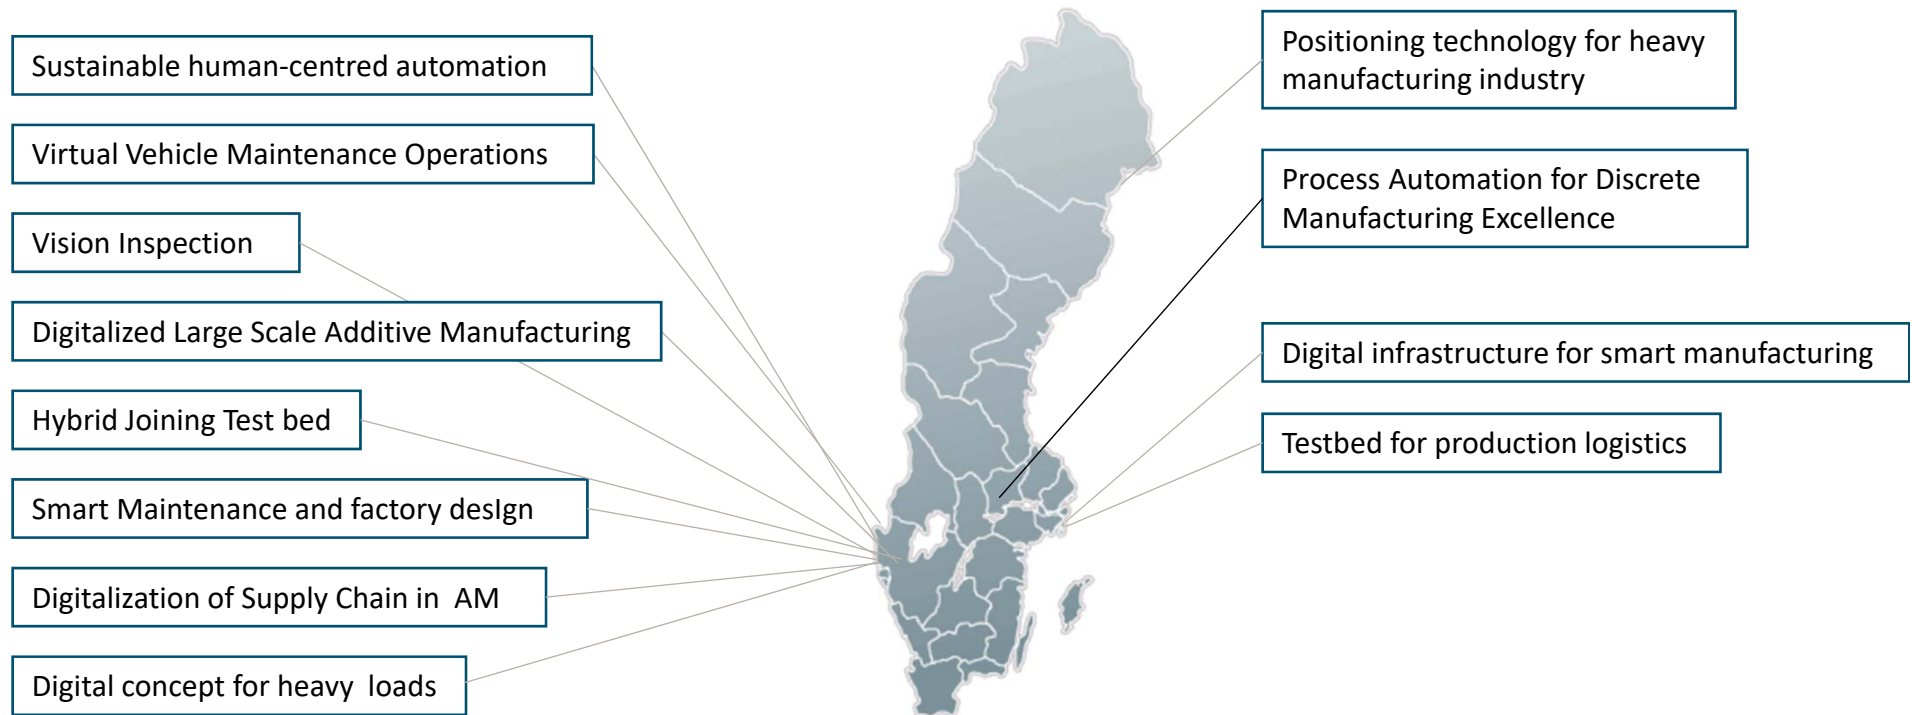 Sustainable human-centred automation
Virtual Vehicle Maintenance Operations
Vision Inspection
Digitalized Large Scale Additive Manufacturing
Hybrid Joining Test bed
Smart Maintenance and factory desIgn
Digitalization of Supply Chain in  AM
Digital concept for heavy  loads
Positioning technology for heavy
manufacturing industry
Process Automation for Discrete
Manufacturing Excellence
Digital infrastructure for smart manufacturing
Testbed for production logistics